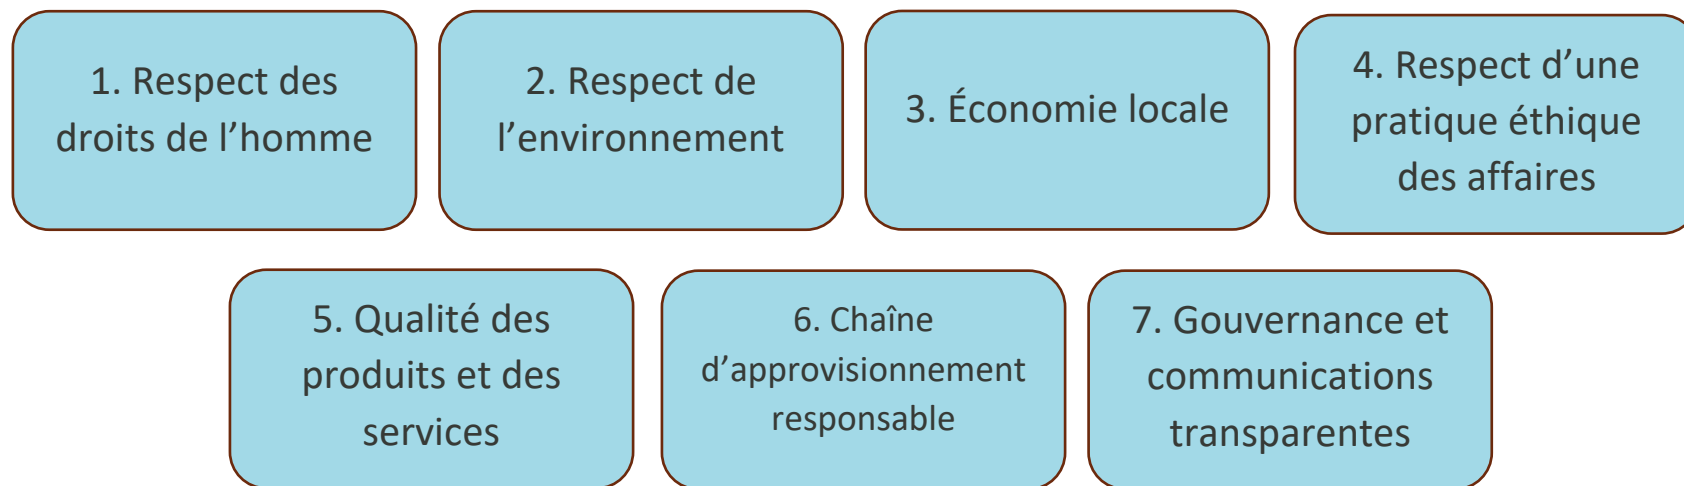 1. Respect des
droits de l’homme
2. Respect de
l’environnement
3. Économie locale
4. Respect d’une
pratique éthique
des affaires
5. Qualité des
produits et des
services
6. Chaîne
d’approvisionnement
responsable
7. Gouvernance et
communications
transparentes